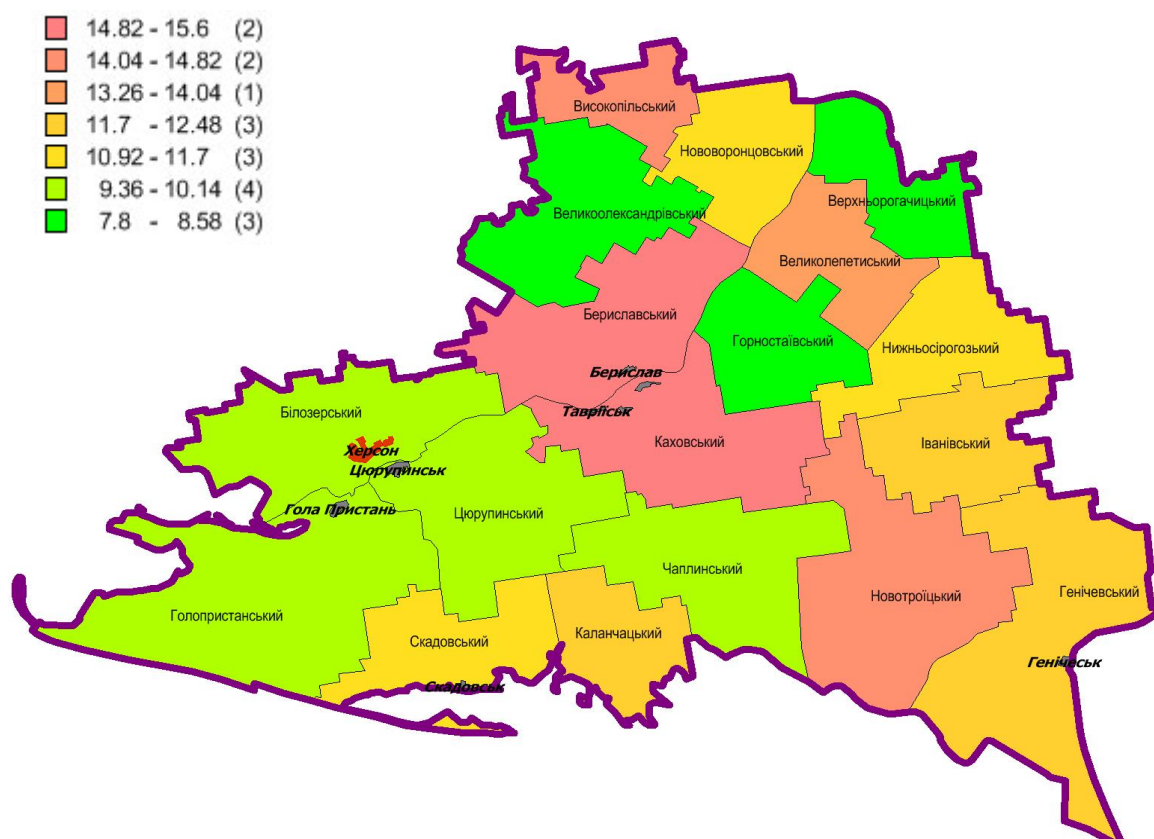 14.82 - 15.6 (2)
14.04 - 14.82 (2)
13.26 - 14.04 (1)
11.7 - 12.48 (3)
10.92 - 11.7 (3)
9.36 - 10.14 (4)
7.8 - 8.58 (3)
Високопільський
Нововоронцовський
Верхньорогачицький
Великоолександрівський
Великолепетиський
Бериславський
Горностаївський
Нижньосірогозький
Берислав
Таврійськ
Білозерський
Каховський
Іванівський
Херсон
Цюрупинськ
Гола Пристань
Цюрупинський
Чаплинський
Новотроїцький
Генічевський
Голопристанський
Скадовський
Каланчацький
Генічеськ
Скадовськ